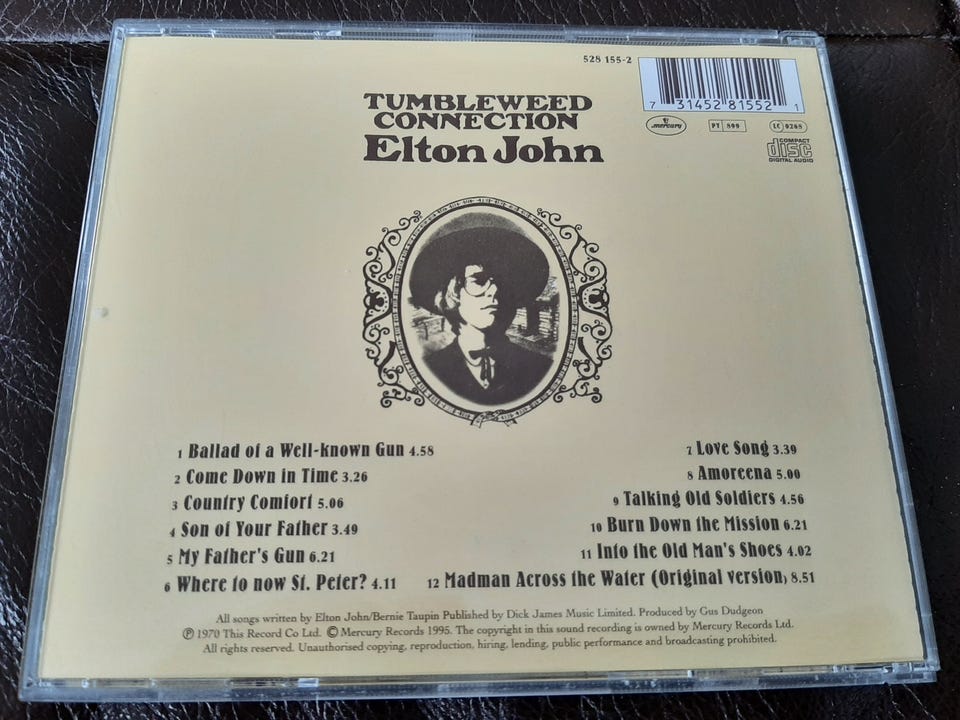 528 155-2
7 31452 81552 1
mercury
PY 899
LC 0268
COMPACT
disc
DIGITAL AUDIO
TUMBLEWEED
CONNECTION
Elton John
1 Ballad of a Well-known Gun 4.58
2 Come Down in Time 3.26
3 Country Comfort 5.06
4 Son of Your Father 3.49
5 My Father's Gun 6.21
6 Where to now St. Peter? 4.11
7 Love Song 3.39
8 Amoreena 5.00
9 Talking Old Soldiers 4.56
10 Burn Down the Mission 6.21
11 Into the Old Man's Shoes 4.02
12 Madman Across the Water (Original version) 8.51
All songs written by Elton John/Bernie Taupin Published by Dick James Music Limited. Produced by Gus Dudgeon
℗ 1970 This Record Co Ltd. © Mercury Records 1995. The copyright in this sound recording is owned by Mercury Records Ltd.
All rights reserved. Unauthorised copying, reproduction, hiring, lending, public performance and broadcasting prohibited.